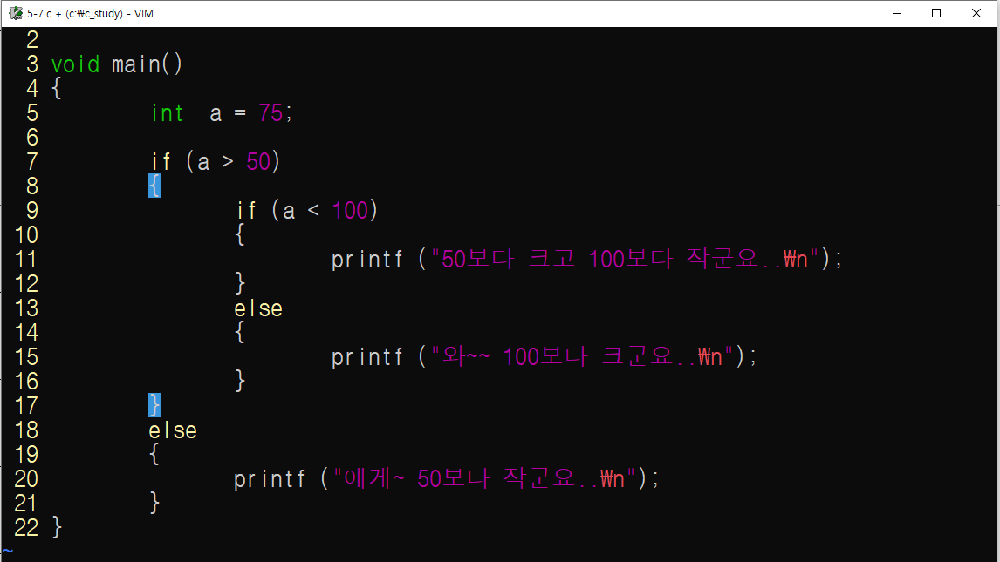 5-7.c + (c:₩c_study) - VIM
2
3 void main()
4 {
5 int  a = 75;
6
7 if (a > 50)
8 {
9 if (a < 100)
10 {
11 printf ("50보다 크고 100보다 작군요..₩n");
12 }
13 else
14 {
15 printf ("와~~ 100보다 크군요..₩n");
16 }
17 }
18 else
19 {
20 printf ("에게~ 50보다 작군요..₩n");
21 }
22 }
~